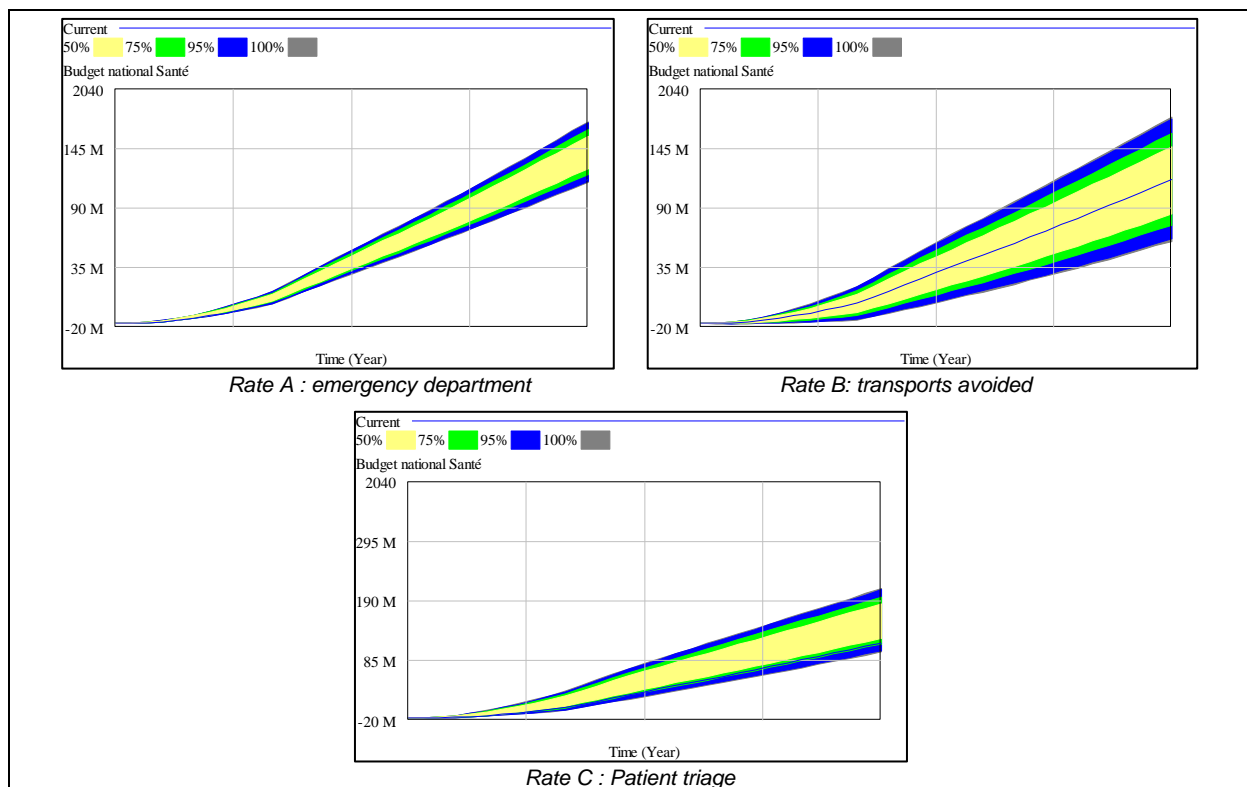 Current
50% 75% 95% 100%
Budget national Santé
2040
145 M
90 M
35 M
-20 M
Time (Year)
Rate A : emergency department
Current
50% 75% 95% 100%
Budget national Santé
2040
145 M
90 M
35 M
-20 M
Time (Year)
Rate B: transports avoided
Current
50% 75% 95% 100%
Budget national Santé
2040
295 M
190 M
85 M
-20 M
Time (Year)
Rate C : Patient triage